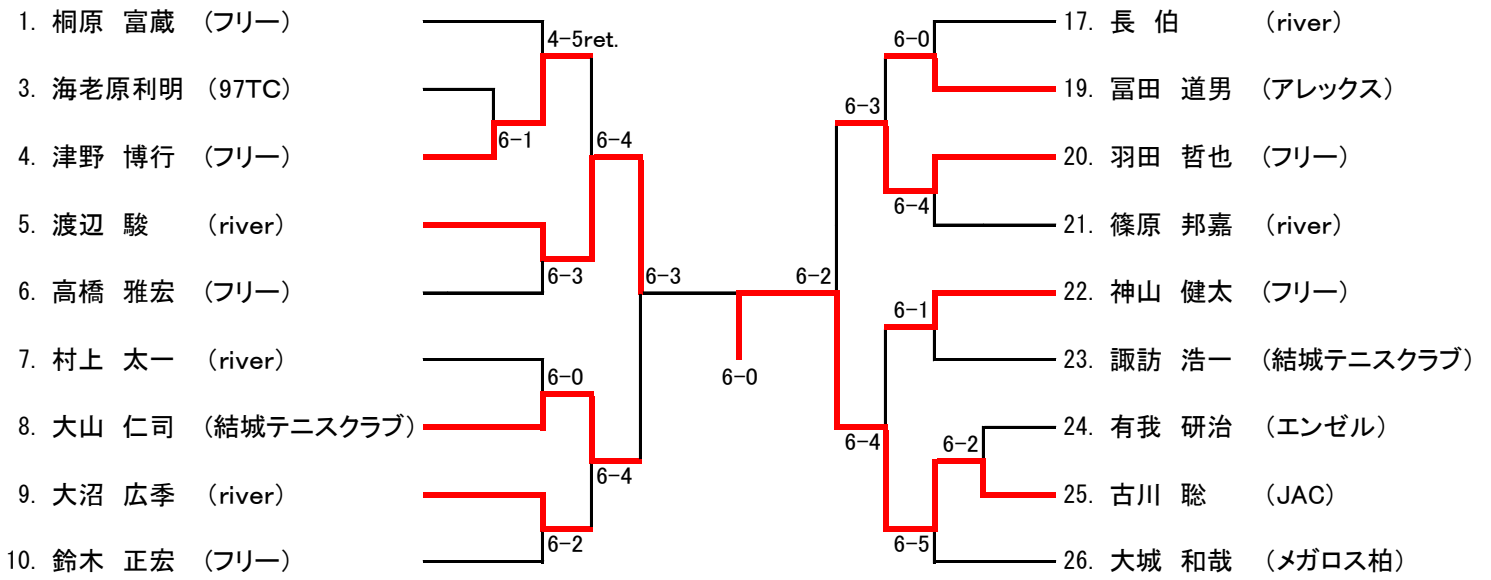 1. 桐原 富蔵 (フリー)
4-5ret.
3. 海老原利明 (97TC)
6-1
4. 津野 博行 (フリー)
6-4
5. 渡辺 駿 (river)
6-3
6. 高橋 雅宏 (フリー)
6-3
7. 村上 太一 (river)
6-0
8. 大山 仁司 (結城テニスクラブ)
6-4
9. 大沼 広季 (river)
6-2
10. 鈴木 正宏 (フリー)
6-0
17. 長 伯 (river)
6-0
19. 冨田 道男 (アレックス)
6-3
20. 羽田 哲也 (フリー)
6-4
21. 篠原 邦嘉 (river)
6-2
22. 神山 健太 (フリー)
6-1
23. 諏訪 浩一 (結城テニスクラブ)
6-4
24. 有我 研治 (エンゼル)
6-2
25. 古川 聡 (JAC)
6-5
26. 大城 和哉 (メガロス柏)